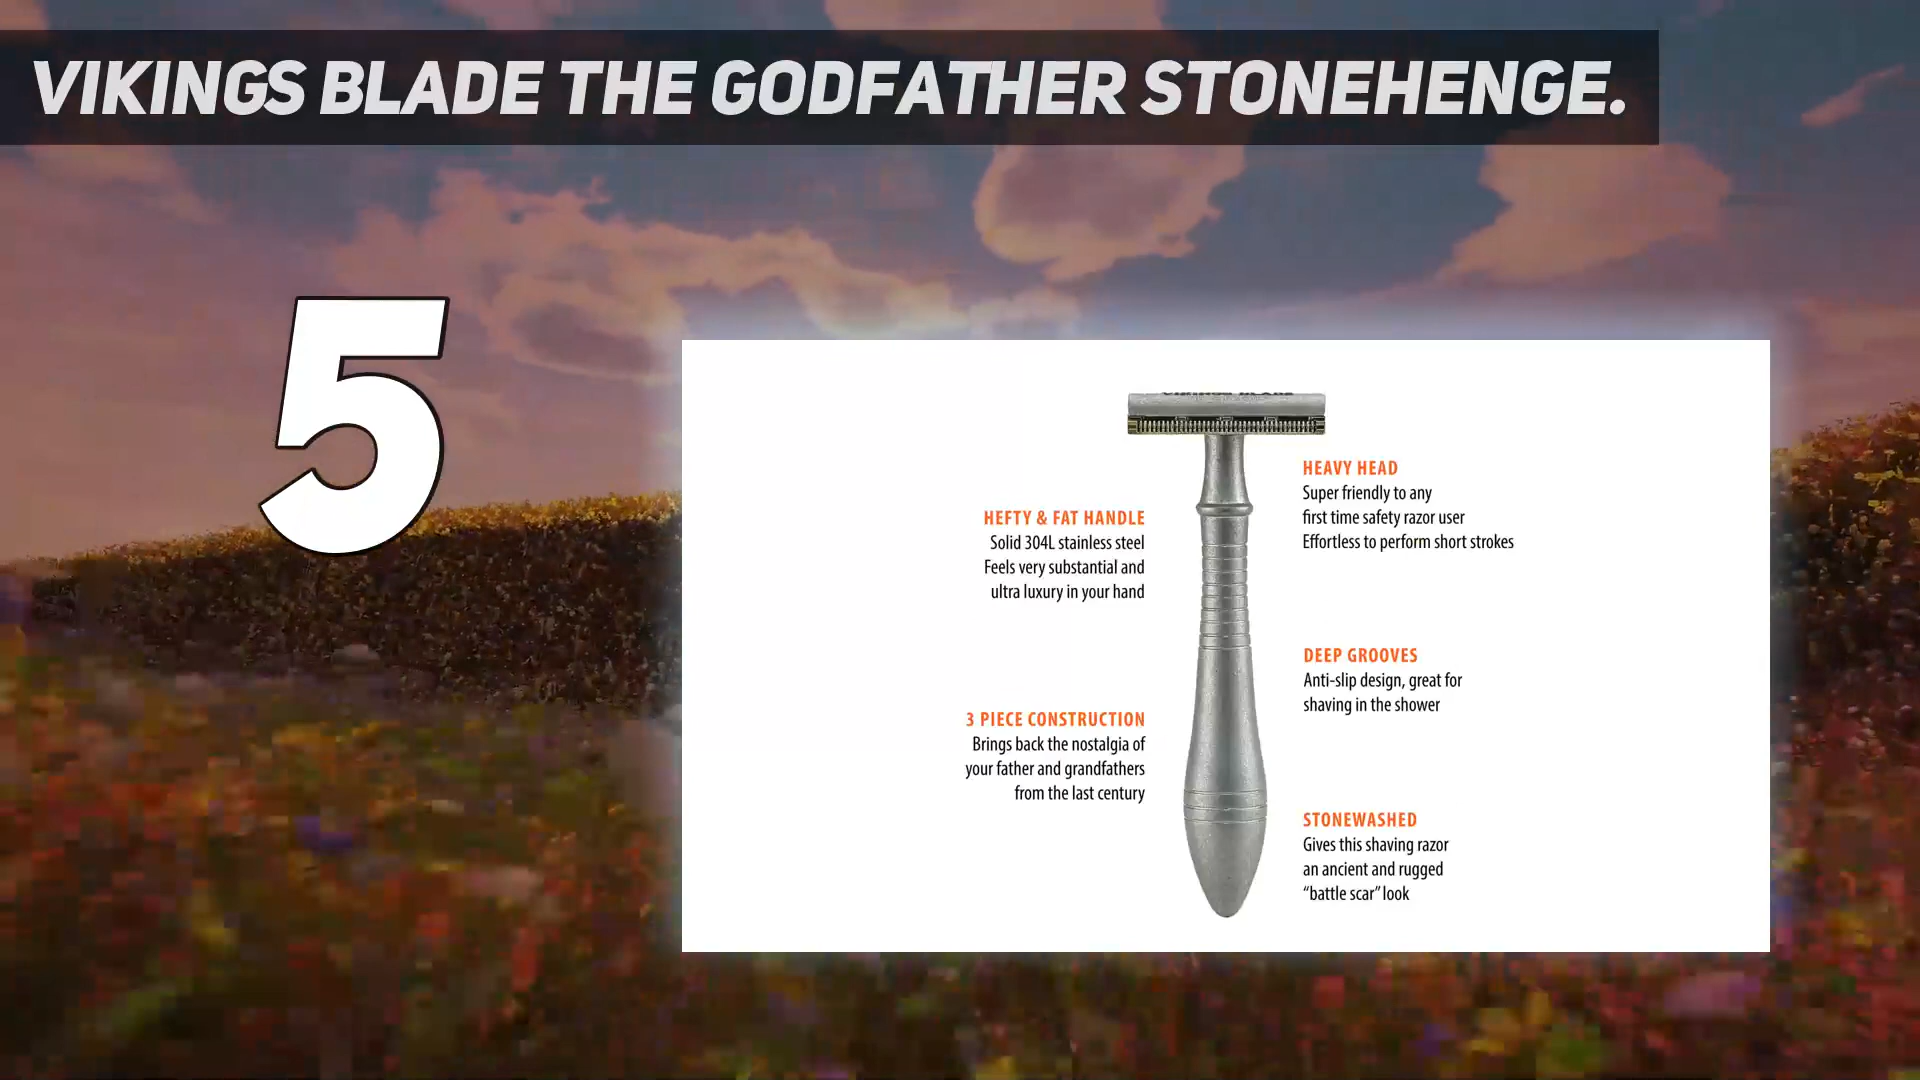 VIKINGS BLADE THE GODFATHER STONEHENGE.
5
HEAVY HEAD
Super friendly to any
first time safety razor user
Effortless to perform short strokes
HEFTY & FAT HANDLE
Solid 304L stainless steel
Feels very substantial and
ultra luxury in your hand
DEEP GROOVES
Anti-slip design, great for
shaving in the shower
3 PIECE CONSTRUCTION
Brings back the nostalgia of
your father and grandfathers
from the last century
STONEWASHED
Gives this shaving razor
an ancient and rugged
“battle scar” look